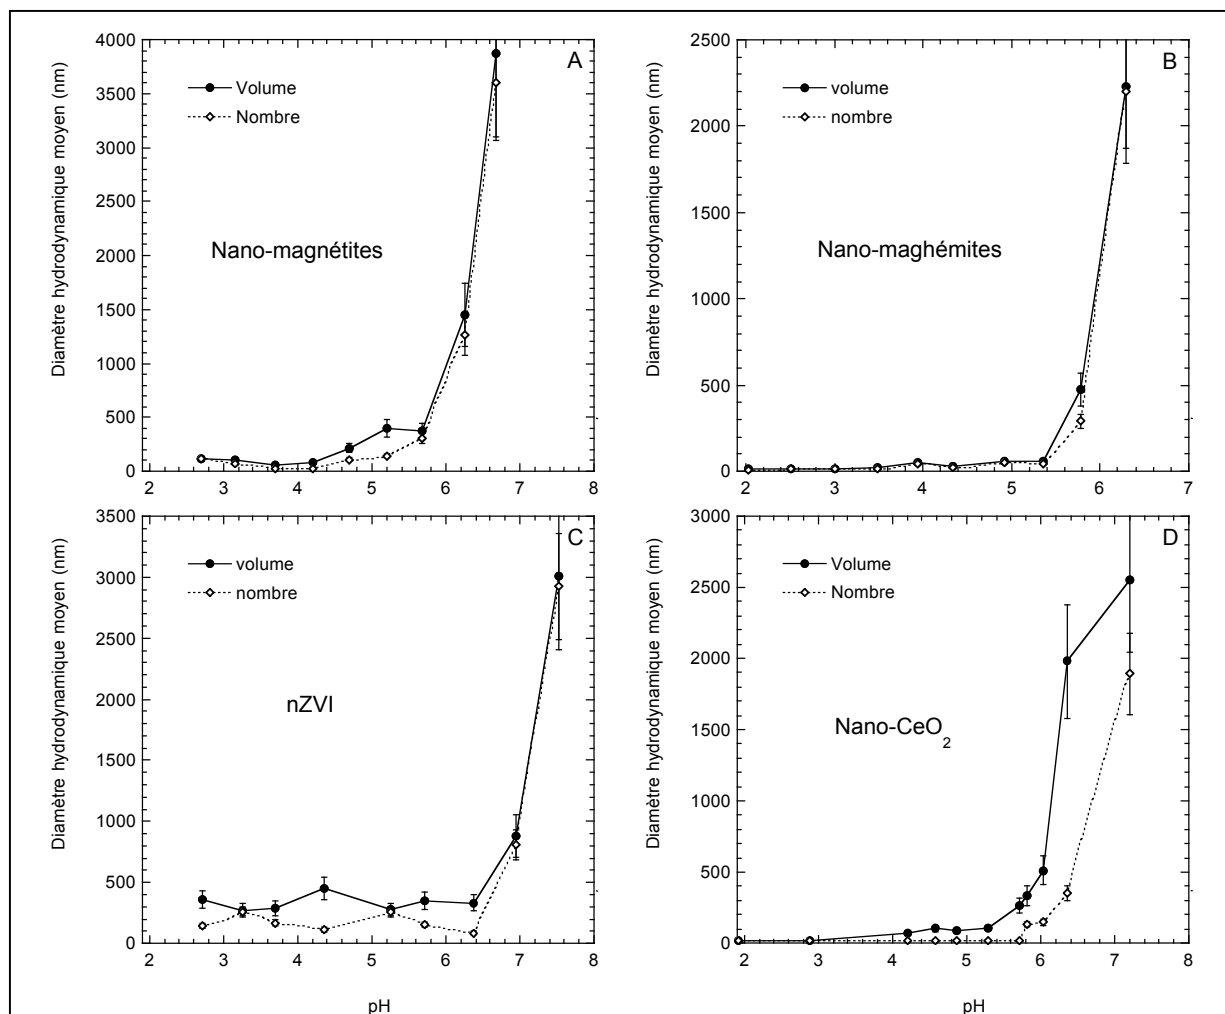 A
Volume
Nombre
Nano-magnétites
Diamètre hydrodynamique moyen (nm)
4000
3500
3000
2500
2000
1500
1000
500
0
2 3 4 5 6 7 8
B
volume
nombre
Nano-maghémites
Diamètre hydrodynamique moyen (nm)
2500
2000
1500
1000
500
0
2 3 4 5 6 7
C
volume
nombre
nZVI
Diamètre hydrodynamique moyen (nm)
3500
3000
2500
2000
1500
1000
500
0
2 3 4 5 6 7 8
pH
D
Volume
Nombre
Nano-CeO₂
Diamètre hydrodynamique moyen (nm)
3000
2500
2000
1500
1000
500
0
2 3 4 5 6 7 8
pH